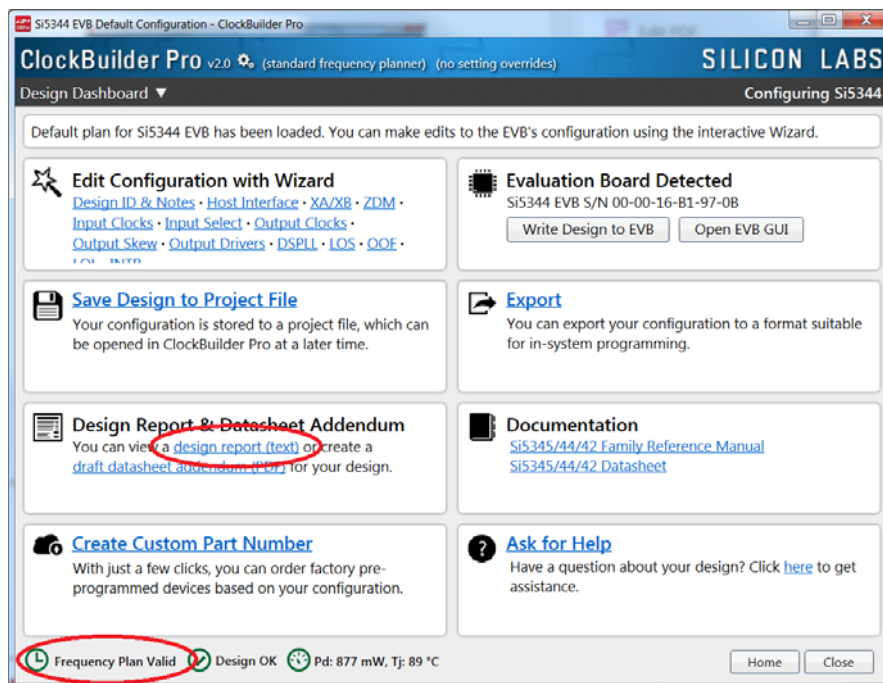 Si5344 EVB Default Configuration - ClockBuilder Pro
ClockBuilder Pro v2.0 (standard frequency planner) (no setting overrides)
SILICON LABS
Design Dashboard ▼
Configuring Si5344
Default plan for Si5344 EVB has been loaded. You can make edits to the EVB's configuration using the interactive Wizard.
Edit Configuration with Wizard
Design ID & Notes · Host Interface · XA/XB · ZDM ·
Input Clocks · Input Select · Output Clocks ·
Output Skew · Output Drivers · DSPLL · LOS · OOF ·
LOL · INTR
Evaluation Board Detected
Si5344 EVB S/N 00-00-16-B1-97-0B
Write Design to EVB
Open EVB GUI
Save Design to Project File
Your configuration is stored to a project file, which can
be opened in ClockBuilder Pro at a later time.
Export
You can export your configuration to a format suitable
for in-system programming.
Design Report & Datasheet Addendum
You can view a design report (text) or create a
draft datasheet addendum (PDF) for your design.
Documentation
Si5345/44/42 Family Reference Manual
Si5345/44/42 Datasheet
Create Custom Part Number
With just a few clicks, you can order factory pre-
programmed devices based on your configuration.
Ask for Help
Have a question about your design? Click here to get
assistance.
Frequency Plan Valid
Design OK
Pd: 877 mW, Tj: 89 °C
Home
Close